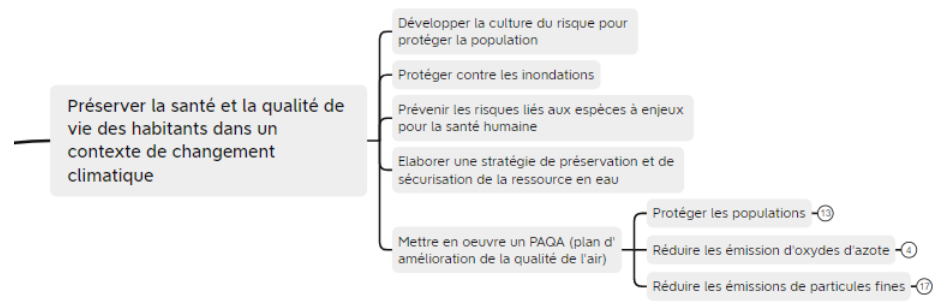 Développer la culture du risque pour
protéger la population
Protéger contre les inondations
Préserver la santé et la qualité de
vie des habitants dans un
contexte de changement
climatique
Prévenir les risques liés aux espèces à enjeux
pour la santé humaine
Elaborer une stratégie de préservation et de
sécurisation de la ressource en eau
Mettre en oeuvre un PAQA (plan d'
amélioration de la qualité de l'air)
Protéger les populations 13
Réduire les émission d'oxydes d'azote 4
Réduire les émissions de particules fines 17